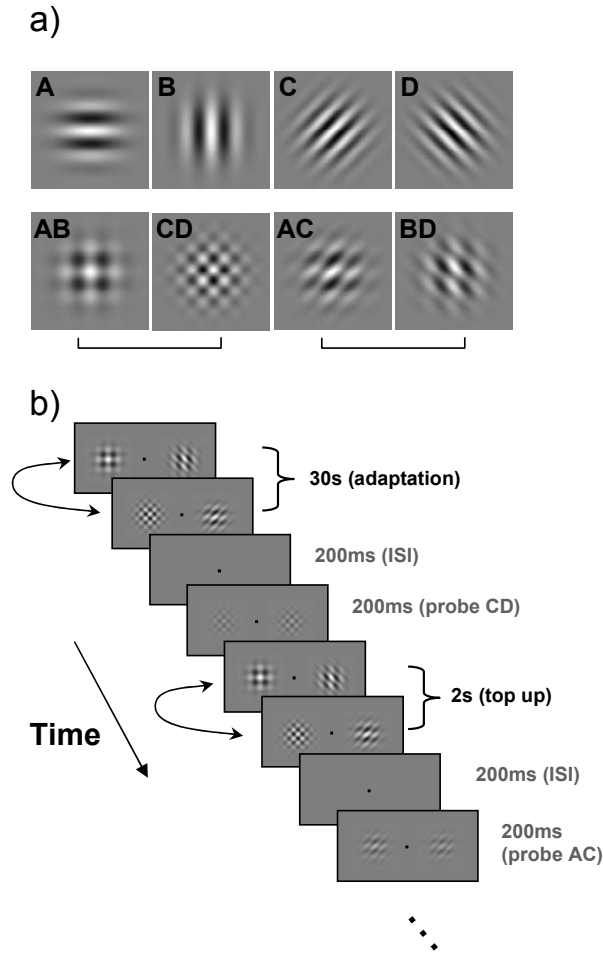 a)
A B C D
AB CD AC BD
b)
30s (adaptation)
200ms (ISI)
200ms (probe CD)
2s (top up)
Time
200ms (ISI)
200ms
(probe AC)